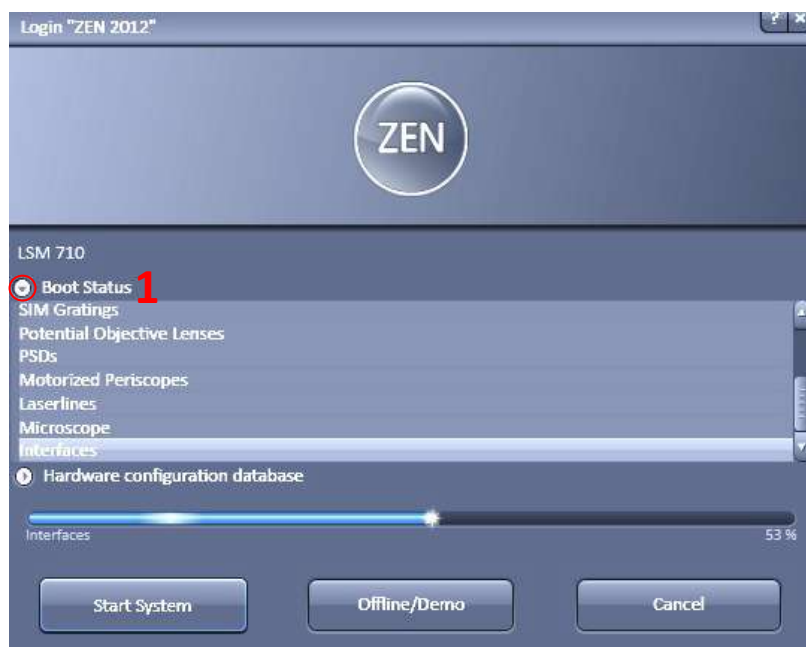 Login "ZEN 2012"
? x
ZEN
LSM 710
Boot Status 1
SIM Gratings
Potential Objective Lenses
PSDs
Motorized Periscopes
Laserlines
Microscope
Interfaces
Hardware configuration database
Interfaces 53 %
Start System Offline/Demo Cancel